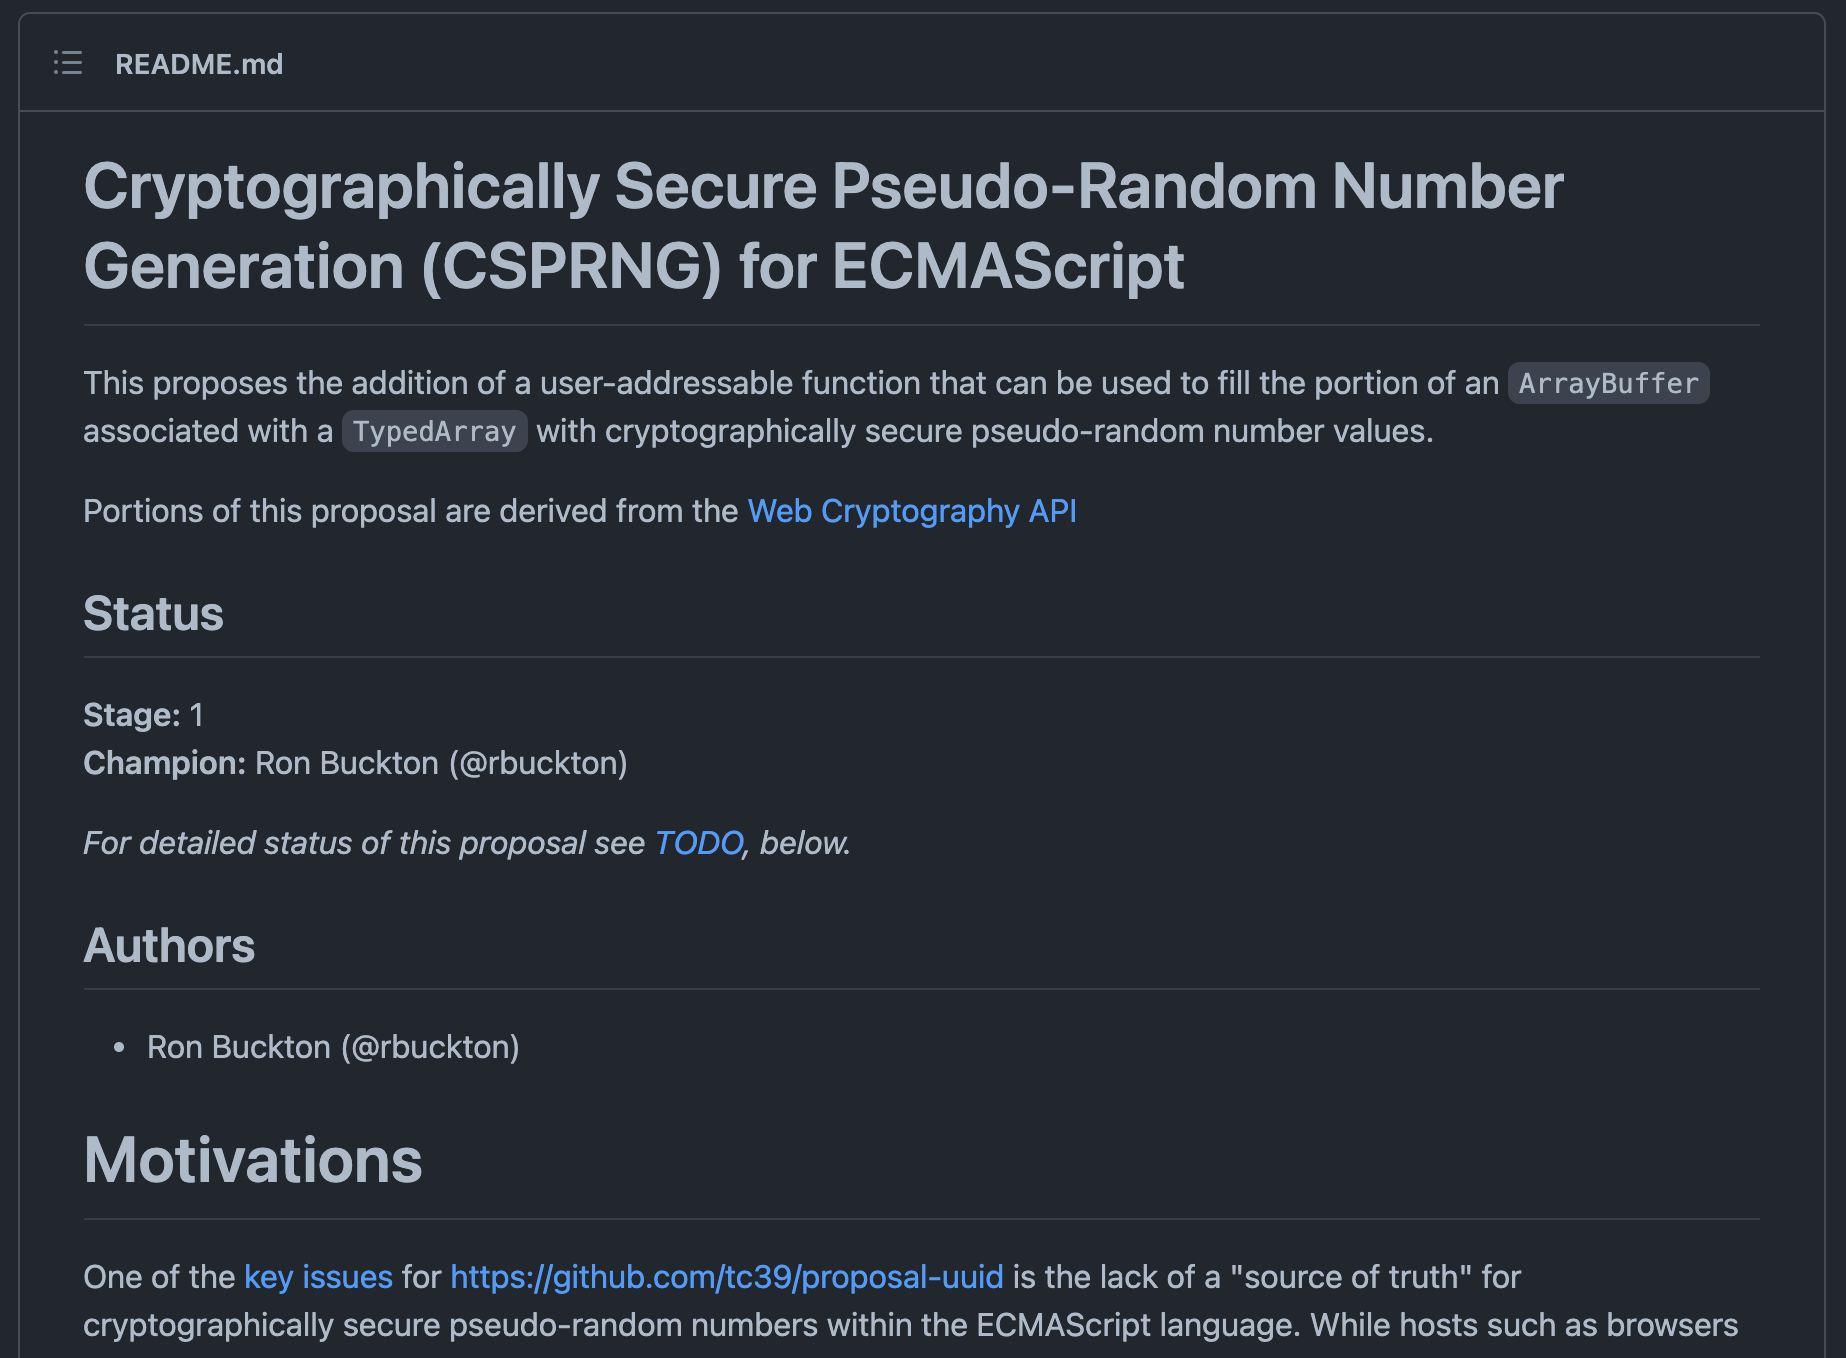 README.md
Cryptographically Secure Pseudo-Random Number
Generation (CSPRNG) for ECMAScript
This proposes the addition of a user-addressable function that can be used to fill the portion of an ArrayBuffer
associated with a TypedArray with cryptographically secure pseudo-random number values.
Portions of this proposal are derived from the Web Cryptography API
Status
Stage: 1
Champion: Ron Buckton (@rbuckton)
For detailed status of this proposal see TODO, below.
Authors
• Ron Buckton (@rbuckton)
Motivations
One of the key issues for https://github.com/tc39/proposal-uuid is the lack of a "source of truth" for
cryptographically secure pseudo-random numbers within the ECMAScript language. While hosts such as browsers